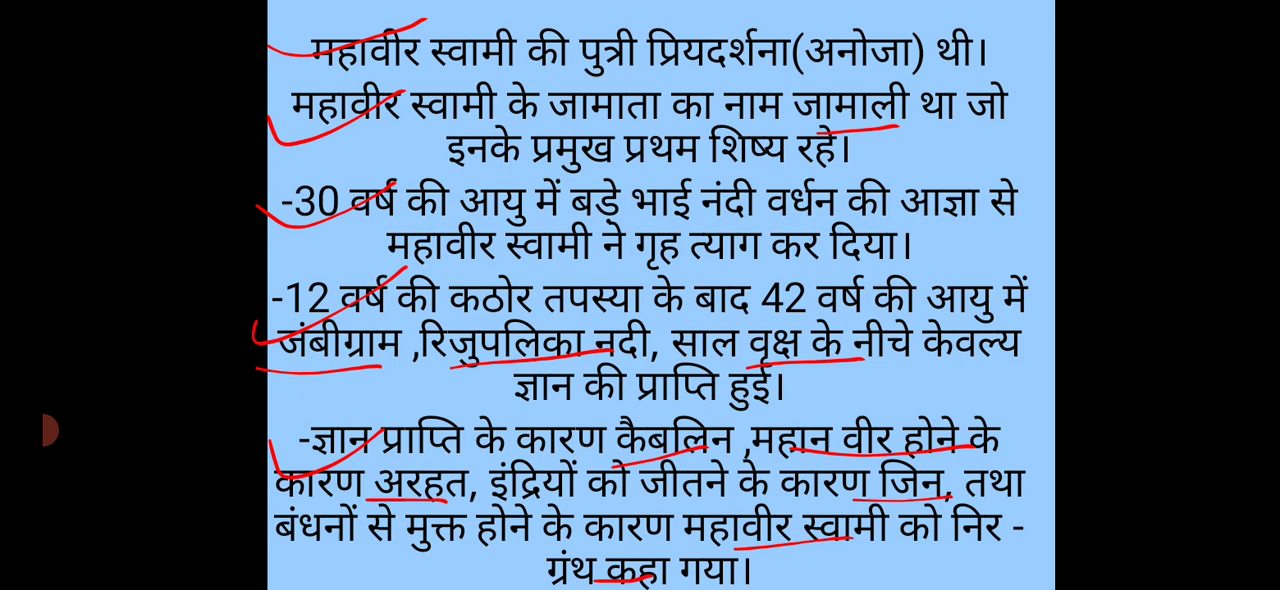 महावीर स्वामी की पुत्री प्रियदर्शना(अनोजा) थी।
महावीर स्वामी के जामाता का नाम जामाली था जो
इनके प्रमुख प्रथम शिष्य रहे।
-30 वर्ष की आयु में बड़े भाई नंदी वर्धन की आज्ञा से
महावीर स्वामी ने गृह त्याग कर दिया।
-12 वर्ष की कठोर तपस्या के बाद 42 वर्ष की आयु में
जंबीग्राम ,रिजुपलिका नदी, साल वृक्ष के नीचे केवल्य
ज्ञान की प्राप्ति हुई।
-ज्ञान प्राप्ति के कारण कैबलिन ,महान वीर होने के
कारण अरहत, इंद्रियों को जीतने के कारण जिन, तथा
बंधनों से मुक्त होने के कारण महावीर स्वामी को निर -
ग्रंथ कहा गया।